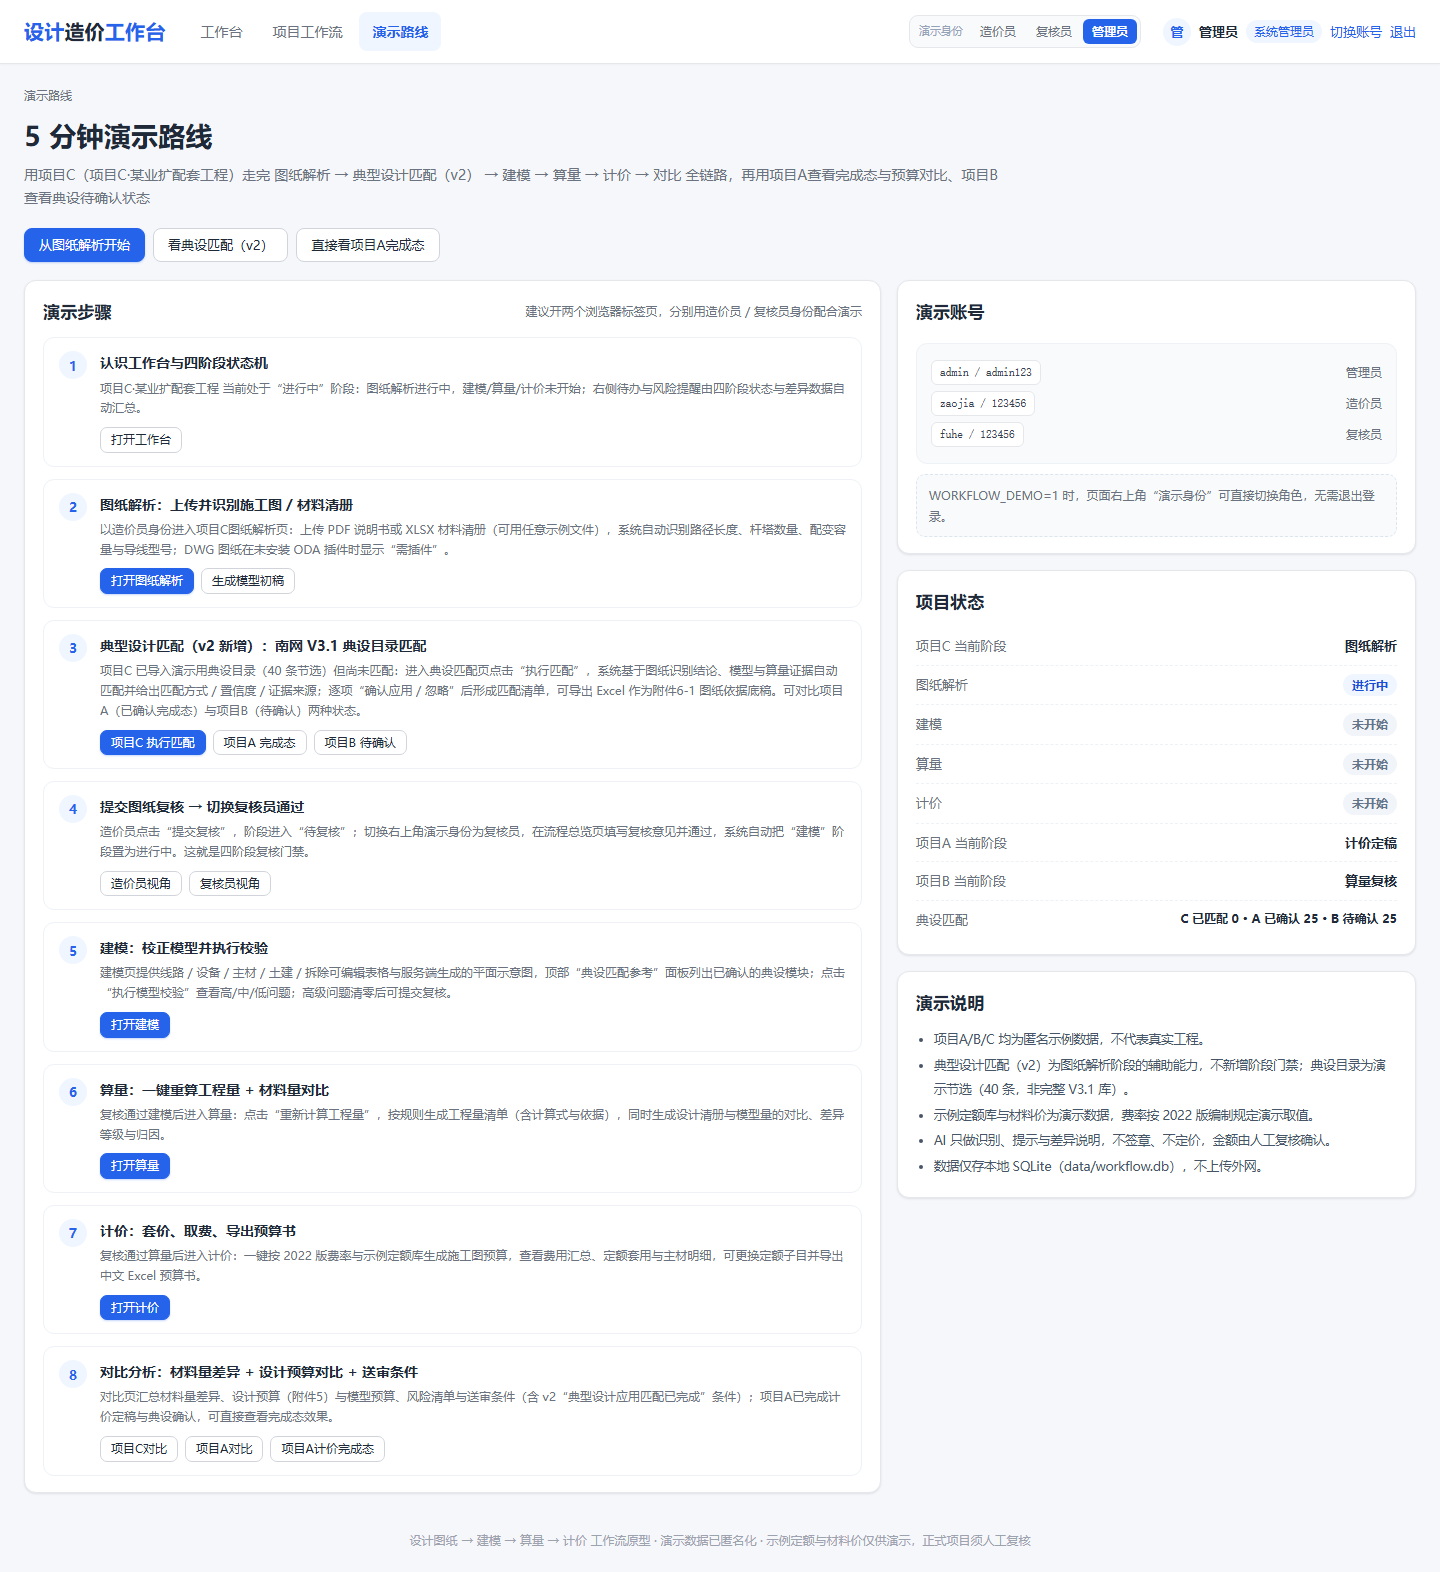 设计造价工作台
工作台
项目工作流
演示路线
演示身份
造价员
复核员
管理员
管
管理员
系统管理员
切换账号
退出
演示路线
5 分钟演示路线
用项目C（项目C·某业扩配套工程）走完 图纸解析 → 典型设计匹配（v2） → 建模 → 算量 → 计价 → 对比 全链路，再用项目A查看完成态与预算对比、项目B
查看典设待确认状态
从图纸解析开始
看典设匹配（v2）
直接看项目A完成态
演示步骤
建议开两个浏览器标签页，分别用造价员 / 复核员身份配合演示
1
认识工作台与四阶段状态机
项目C·某业扩配套工程 当前处于“进行中”阶段：图纸解析进行中，建模/算量/计价未开始；右侧待办与风险提醒由四阶段状态与差异数据自
动汇总。
打开工作台
2
图纸解析：上传并识别施工图 / 材料清册
以造价员身份进入项目C图纸解析页：上传 PDF 说明书或 XLSX 材料清册（可用任意示例文件），系统自动识别路径长度、杆塔数量、配变容
量与导线型号；DWG 图纸在未安装 ODA 插件时显示“需插件”。
打开图纸解析
生成模型初稿
3
典型设计匹配（v2 新增）：南网 V3.1 典设目录匹配
项目C 已导入演示用典设目录（40 条节选）但尚未匹配：进入典设匹配页点击“执行匹配”，系统基于图纸识别结论、模型与算量证据自动
匹配并给出匹配方式 / 置信度 / 证据来源；逐项“确认应用 / 忽略”后形成匹配清单，可导出 Excel 作为附件6-1 图纸依据底稿。可对比项目
A（已确认完成态）与项目B（待确认）两种状态。
项目C 执行匹配
项目A 完成态
项目B 待确认
4
提交图纸复核 → 切换复核员通过
造价员点击“提交复核”，阶段进入“待复核”；切换右上角演示身份为复核员，在流程总览页填写复核意见并通过，系统自动把“建模”阶
段置为进行中。这就是四阶段复核门禁。
造价员视角
复核员视角
5
建模：校正模型并执行校验
建模页提供线路 / 设备 / 主材 / 土建 / 拆除可编辑表格与服务端生成的平面示意图，顶部“典设匹配参考”面板列出已确认的典设模块；点击
“执行模型校验”查看高/中/低问题；高级问题清零后可提交复核。
打开建模
6
算量：一键重算工程量 + 材料量对比
复核通过建模后进入算量：点击“重新计算工程量”，按规则生成工程量清单（含计算式与依据），同时生成设计清册与模型量的对比、差异
等级与归因。
打开算量
7
计价：套价、取费、导出预算书
复核通过算量后进入计价：一键按 2022 版费率与示例定额库生成施工图预算，查看费用汇总、定额套用与主材明细，可更换定额子目并导出
中文 Excel 预算书。
打开计价
8
对比分析：材料量差异 + 设计预算对比 + 送审条件
对比页汇总材料量差异、设计预算（附件5）与模型预算、风险清单与送审条件（含 v2“典型设计应用匹配已完成”条件）；项目A已完成计
价定稿与典设确认，可直接查看完成态效果。
项目C对比
项目A对比
项目A计价完成态
演示账号
admin / admin123
管理员
zaojia / 123456
造价员
fuhe / 123456
复核员
WORKFLOW_DEMO=1 时，页面右上角“演示身份”可直接切换角色，无需退出登
录。
项目状态
项目C 当前阶段
图纸解析
图纸解析
进行中
建模
未开始
算量
未开始
计价
未开始
项目A 当前阶段
计价定稿
项目B 当前阶段
算量复核
典设匹配
C 已匹配 0 · A 已确认 25 · B 待确认 25
演示说明
• 项目A/B/C 均为匿名示例数据，不代表真实工程。
• 典型设计匹配（v2）为图纸解析阶段的辅助能力，不新增阶段门禁；典设目录为演
示节选（40 条，非完整 V3.1 库）。
• 示例定额库与材料价为演示数据，费率按 2022 版编制规定演示取值。
• AI 只做识别、提示与差异说明，不签章、不定价，金额由人工复核确认。
• 数据仅存本地 SQLite（data/workflow.db），不上传外网。
设计图纸 → 建模 → 算量 → 计价 工作流原型 · 演示数据已匿名化 · 示例定额与材料价仅供演示，正式项目须人工复核